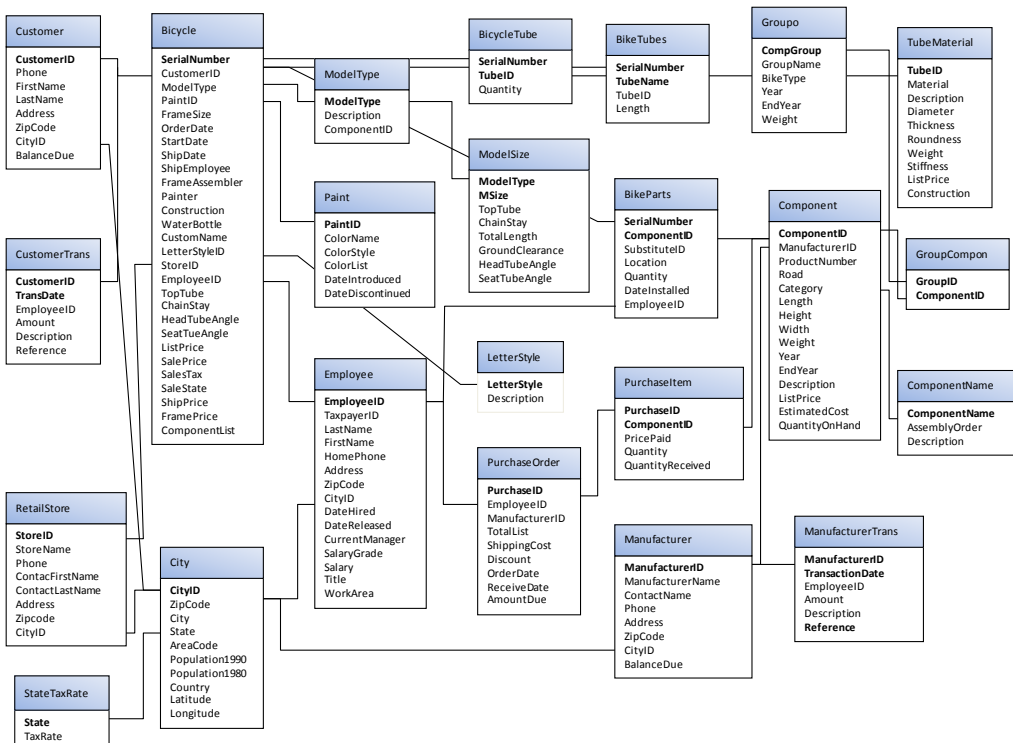 Customer
CustomerID
Phone
FirstName
LastName
Address
ZipCode
CityID
BalanceDue
Bicycle
SerialNumber
CustomerID
ModelType
PaintID
FrameSize
OrderDate
StartDate
ShipDate
ShipEmployee
FrameAssembler
Painter
Construction
WaterBottle
CustomName
LetterStyleID
StoreID
EmployeeID
TopTube
ChainStay
HeadTubeAngle
SeatTueAngle
ListPrice
SalePrice
SalesTax
SaleState
ShipPrice
FramePrice
ComponentList
ModelType
ModelType
Description
ComponentID
BicycleTube
SerialNumber
TubeID
Quantity
BikeTubes
SerialNumber
TubeName
TubeID
Length
Groupo
CompGroup
GroupName
BikeType
Year
EndYear
Weight
TubeMaterial
TubeID
Material
Description
Diameter
Thickness
Roundness
Weight
Stiffness
ListPrice
Construction
ModelSize
ModelType
MSize
TopTube
ChainStay
TotalLength
GroundClearance
HeadTubeAngle
SeatTubeAngle
Paint
PaintID
ColorName
ColorStyle
ColorList
DateIntroduced
DateDiscontinued
BikeParts
SerialNumber
ComponentID
SubstituteID
Location
Quantity
DateInstalled
EmployeeID
Component
ComponentID
ManufacturerID
ProductNumber
Road
Category
Length
Height
Width
Weight
Year
EndYear
Description
ListPrice
EstimatedCost
QuantityOnHand
GroupCompon
GroupID
ComponentID
CustomerTrans
CustomerID
TransDate
EmployeeID
Amount
Description
Reference
Employee
EmployeeID
TaxpayerID
LastName
FirstName
HomePhone
Address
ZipCode
CityID
DateHired
DateReleased
CurrentManager
SalaryGrade
Salary
Title
WorkArea
LetterStyle
LetterStyle
Description
PurchaseItem
PurchaseID
ComponentID
PricePaid
Quantity
QuantityReceived
ComponentName
ComponentName
AssemblyOrder
Description
PurchaseOrder
PurchaseID
EmployeeID
ManufacturerID
TotalList
ShippingCost
Discount
OrderDate
ReceiveDate
AmountDue
RetailStore
StoreID
StoreName
Phone
ContacFirstName
ContactLastName
Address
Zipcode
CityID
City
CityID
ZipCode
City
State
AreaCode
Population1990
Population1980
Country
Latitude
Longitude
Manufacturer
ManufacturerID
ManufacturerName
ContactName
Phone
Address
ZipCode
CityID
BalanceDue
ManufacturerTrans
ManufacturerID
TransactionDate
EmployeeID
Amount
Description
Reference
StateTaxRate
State
TaxRate